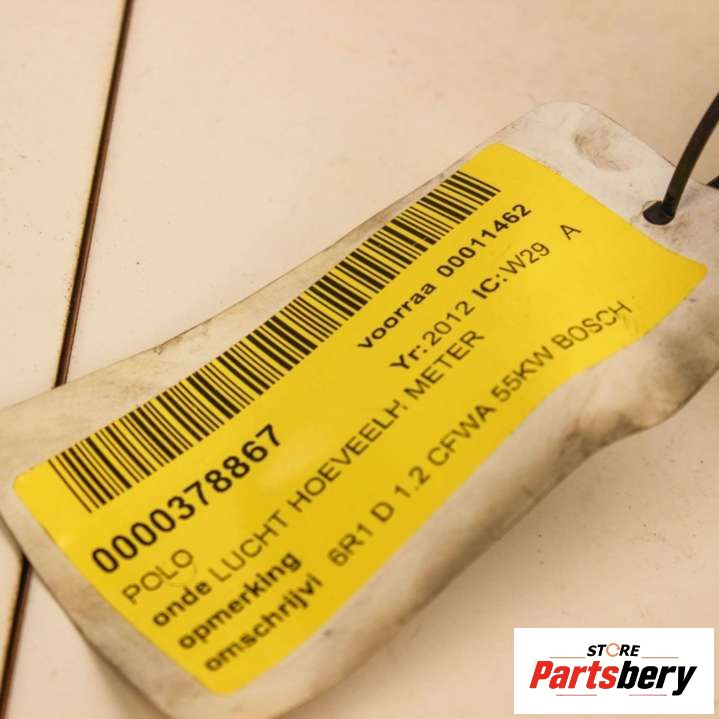 0000378867
voorraa 00011462
POLO
Yr: 2012 IC: W29 A
onde LUCHT HOEVEELH METER
opmerking
omschrijvi 6R1 D 1.2 CFWA 55KW BOSCH
STORE
Partsbery